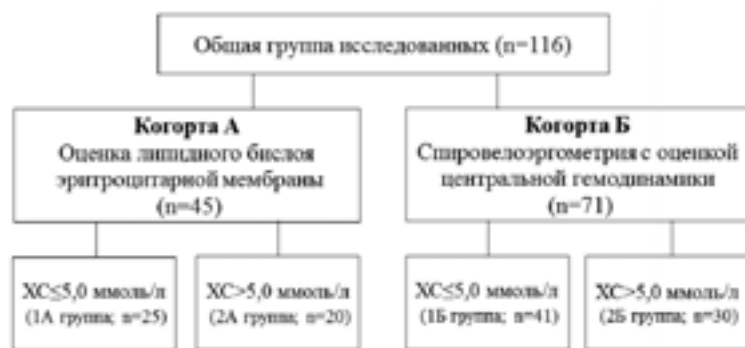 Общая группа исследованных (n=116)
Когорта А
Оценка липидного бислоя
эритроцитарной мембраны
(n=45)
Когорта Б
Спировелоэргометрия с оценкой
центральной гемодинамики
(n=71)
ХС≤5,0 ммоль/л
(1А группа; n=25)
ХС>5,0 ммоль/л
(2А группа; n=20)
ХС≤5,0 ммоль/л
(1Б группа; n=41)
ХС>5,0 ммоль/л
(2Б группа; n=30)